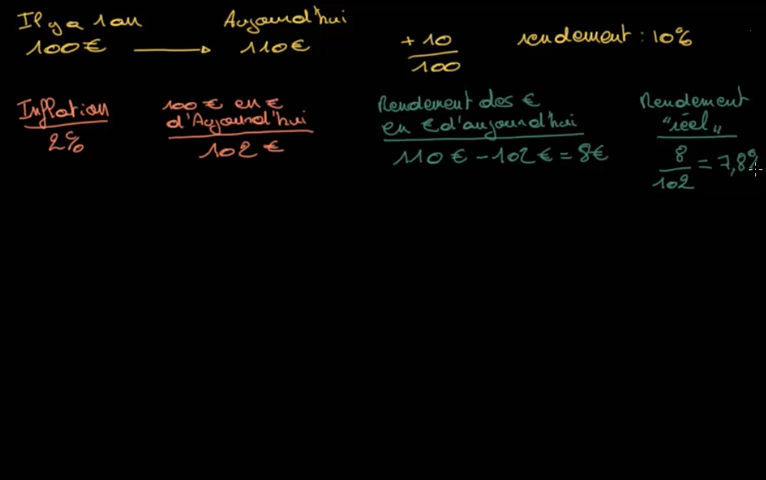 Il y a 1 an Aujourd'hui
100€ → 110€ +10/100 rendement : 10%
Inflation 100 € en € d'Aujourd'hui Rendement des € en € d'aujourd'hui Rendement "réel"
2% 102 € 110 € - 102 € = 8€ 8/102 = 7,8%